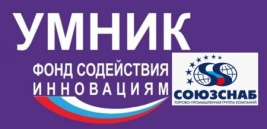 УМНИК
ФОНД СОДЕЙСТВИЯ
ИННОВАЦИЯМ
СОЮЗСНАБ
ТОРГОВО-ПРОМЫШЛЕННАЯ ГРУППА КОМПАНИЙ